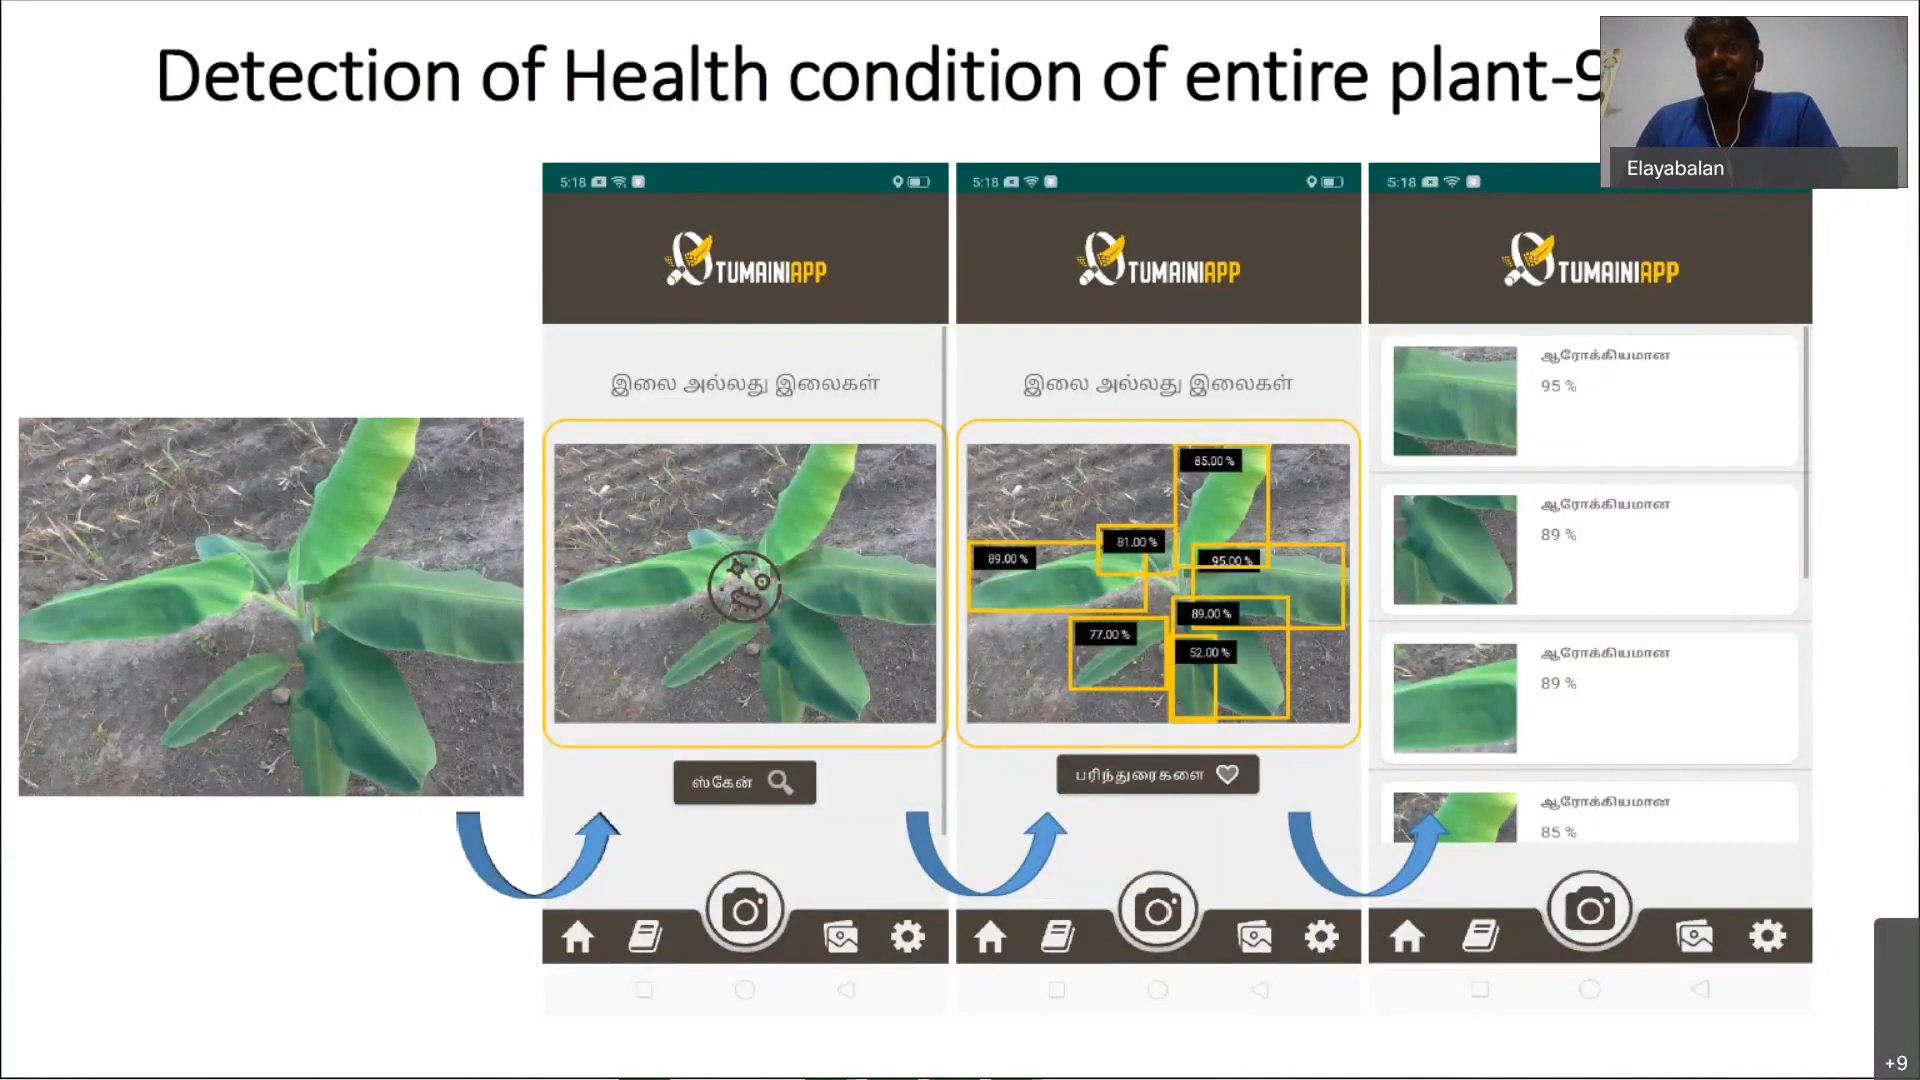 Detection of Health condition of entire plant-9
Elayabalan
5:18
TUMAINIAPP
இலை அல்லது இலைகள்
ஸ்கேன்
5:18
TUMAINIAPP
இலை அல்லது இலைகள்
85.00 %
81.00 %
89.00 %
95.00 %
89.00 %
77.00 %
52.00 %
பரிந்துரைகளை
5:18
TUMAINIAPP
ஆரோக்கியமான
95 %
ஆரோக்கியமான
89 %
ஆரோக்கியமான
89 %
ஆரோக்கியமான
85 %
+9